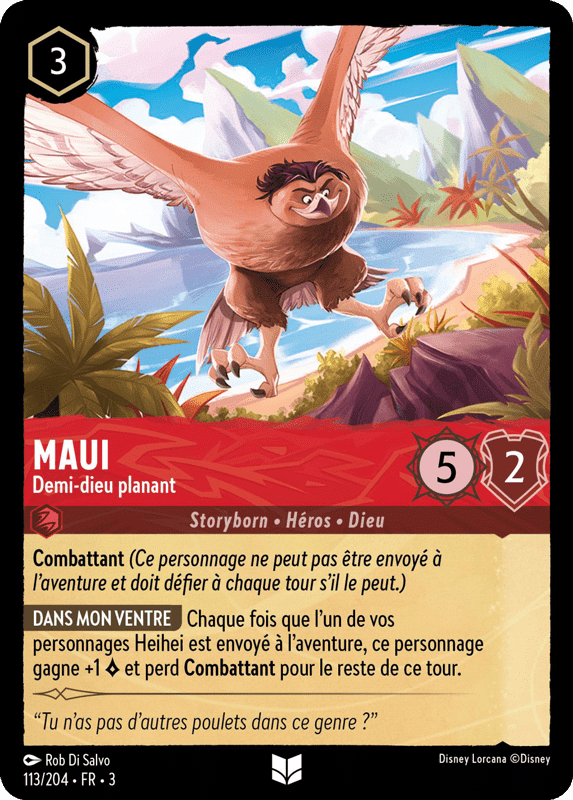 3
MAUI
Demi-dieu planant
5
2
Storyborn • Héros • Dieu
Combattant (Ce personnage ne peut pas être envoyé à
l’aventure et doit défier à chaque tour s’il le peut.)
DANS MON VENTRE Chaque fois que l’un de vos
personnages Heihei est envoyé à l’aventure, ce personnage
gagne +1 et perd Combattant pour le reste de ce tour.
“Tu n’as pas d’autres poulets dans ce genre ?”
Rob Di Salvo
Disney Lorcana ©Disney
113/204 • FR • 3